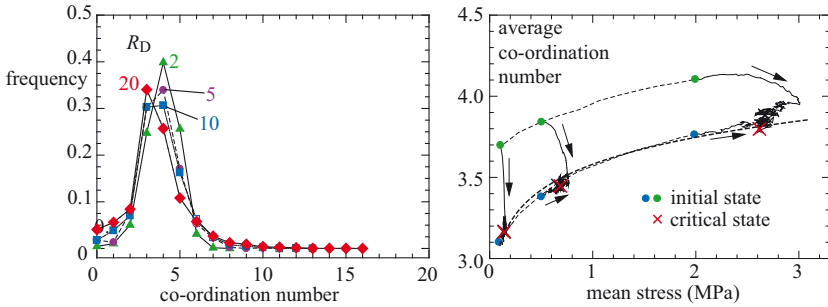 0.5
0.4
0.3
0.2
0.1
0
0
5
10
15
20
frequency
co-ordination number
R_D
2
20
5
10
0
4.5
4.0
3.5
3.0
0
1
2
3
average
co-ordination
number
initial state
critical state
mean stress (MPa)